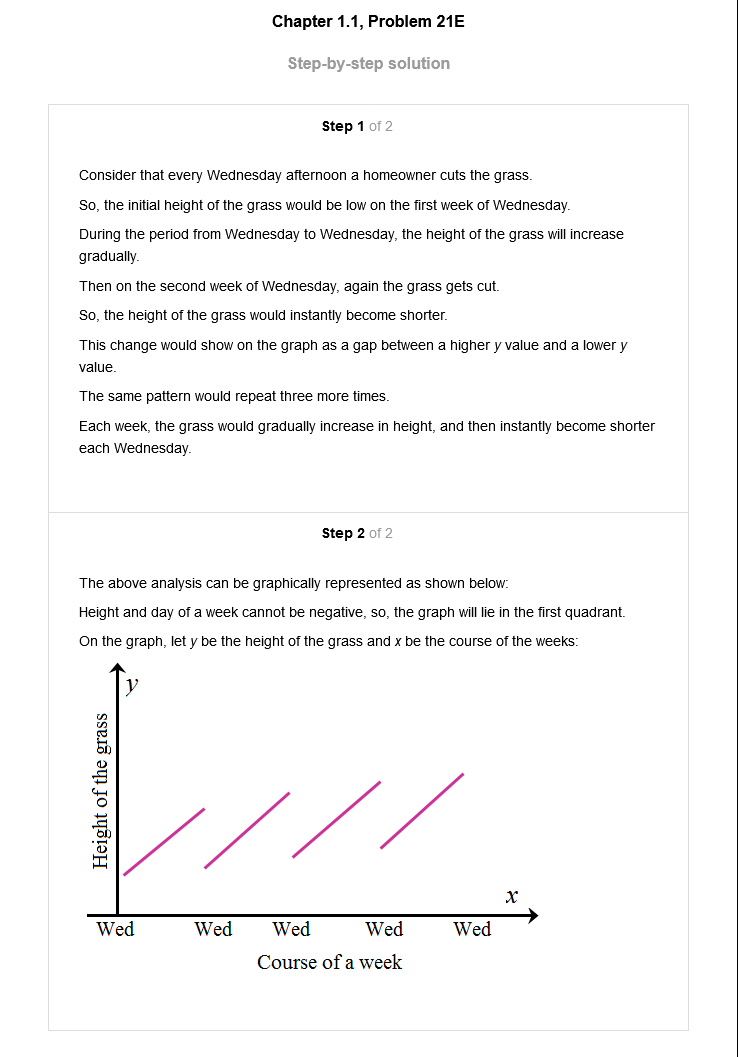 Chapter 1.1, Problem 21E
Step-by-step solution
Step 1 of 2
Consider that every Wednesday afternoon a homeowner cuts the grass.
So, the initial height of the grass would be low on the first week of Wednesday.
During the period from Wednesday to Wednesday, the height of the grass will increase
gradually.
Then on the second week of Wednesday, again the grass gets cut.
So, the height of the grass would instantly become shorter.
This change would show on the graph as a gap between a higher y value and a lower y
value.
The same pattern would repeat three more times.
Each week, the grass would gradually increase in height, and then instantly become shorter
each Wednesday.
Step 2 of 2
The above analysis can be graphically represented as shown below:
Height and day of a week cannot be negative, so, the graph will lie in the first quadrant.
On the graph, let y be the height of the grass and x be the course of the weeks:
y
Height of the grass
x
Wed Wed Wed Wed Wed
Course of a week